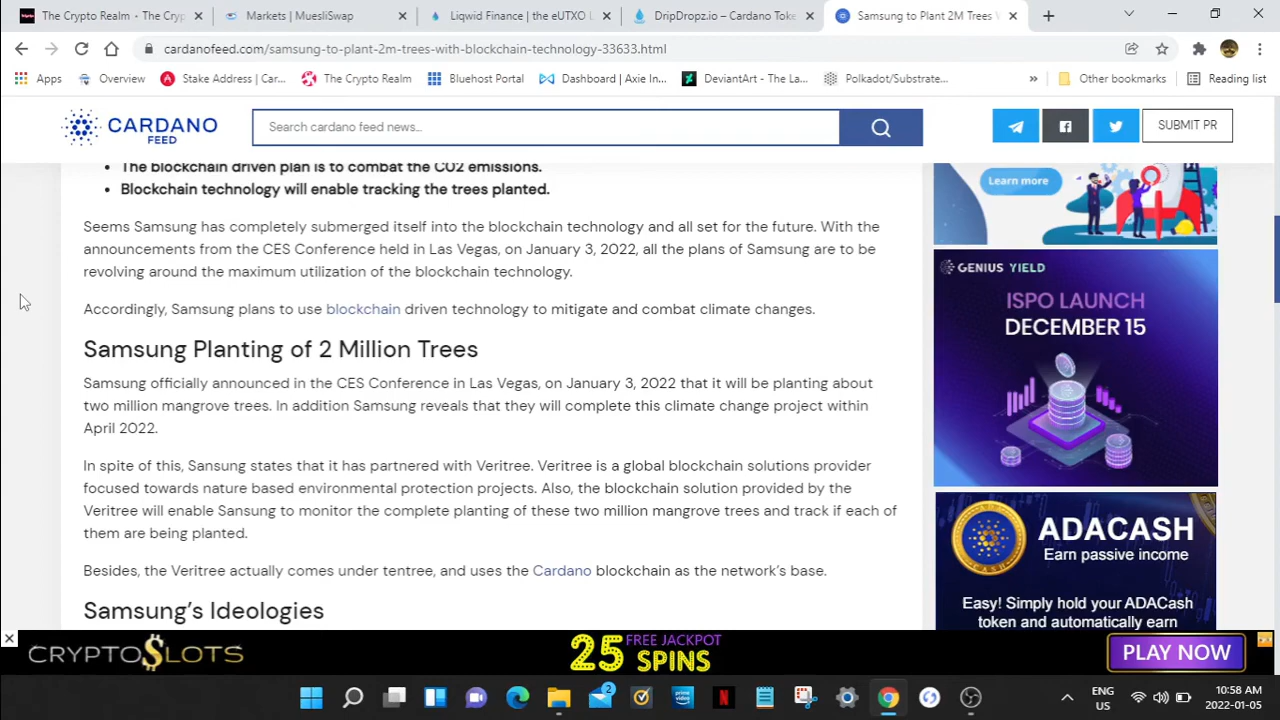 The Crypto Realm • The Cryp
Markets | MuesliSwap
Liqwid Finance | the eUTXO L
DripDropz.io – Cardano Toke
Samsung to Plant 2M Trees W
cardanofeed.com/samsung-to-plant-2m-trees-with-blockchain-technology-33633.html
Apps
Overview
Stake Address | Car...
The Crypto Realm
Bluehost Portal
Dashboard | Axie In...
DeviantArt - The La...
Polkadot/Substrate...
»
Other bookmarks
Reading list
CARDANO
FEED
Search cardano feed news...
SUBMIT PR
• The blockchain driven plan is to combat the CO2 emissions.
• Blockchain technology will enable tracking the trees planted.
Seems Samsung has completely submerged itself into the blockchain technology and all set for the future. With the
announcements from the CES Conference held in Las Vegas, on January 3, 2022, all the plans of Samsung are to be
revolving around the maximum utilization of the blockchain technology.
Accordingly, Samsung plans to use blockchain driven technology to mitigate and combat climate changes.
Samsung Planting of 2 Million Trees
Samsung officially announced in the CES Conference in Las Vegas, on January 3, 2022 that it will be planting about
two million mangrove trees. In addition Samsung reveals that they will complete this climate change project within
April 2022.
In spite of this, Sansung states that it has partnered with Veritree. Veritree is a global blockchain solutions provider
focused towards nature based environmental protection projects. Also, the blockchain solution provided by the
Veritree will enable Sansung to monitor the complete planting of these two million mangrove trees and track if each of
them are being planted.
Besides, the Veritree actually comes under tentree, and uses the Cardano blockchain as the network's base.
Samsung's Ideologies
Learn more
GENIUS YIELD
ISPO LAUNCH
DECEMBER 15
ADACASH
Earn passive income
Easy! Simply hold your ADACash
token and automatically earn
CRYPTO$LOTS
25 FREE JACKPOT
SPINS
PLAY NOW
2
ENG
US
10:58 AM
2022-01-05